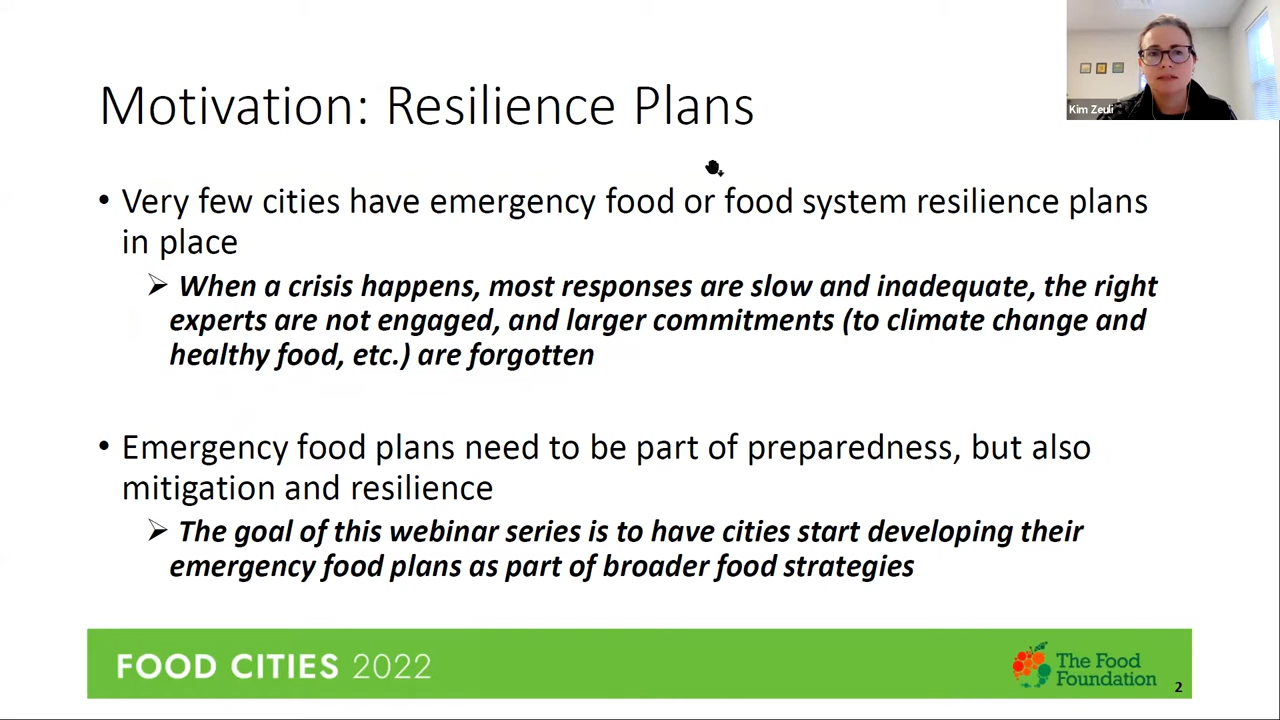 Kim Zeuli
Motivation: Resilience Plans
• Very few cities have emergency food or food system resilience plans
in place
➢ When a crisis happens, most responses are slow and inadequate, the right
experts are not engaged, and larger commitments (to climate change and
healthy food, etc.) are forgotten
• Emergency food plans need to be part of preparedness, but also
mitigation and resilience
➢ The goal of this webinar series is to have cities start developing their
emergency food plans as part of broader food strategies
FOOD CITIES 2022
The Food
Foundation
2